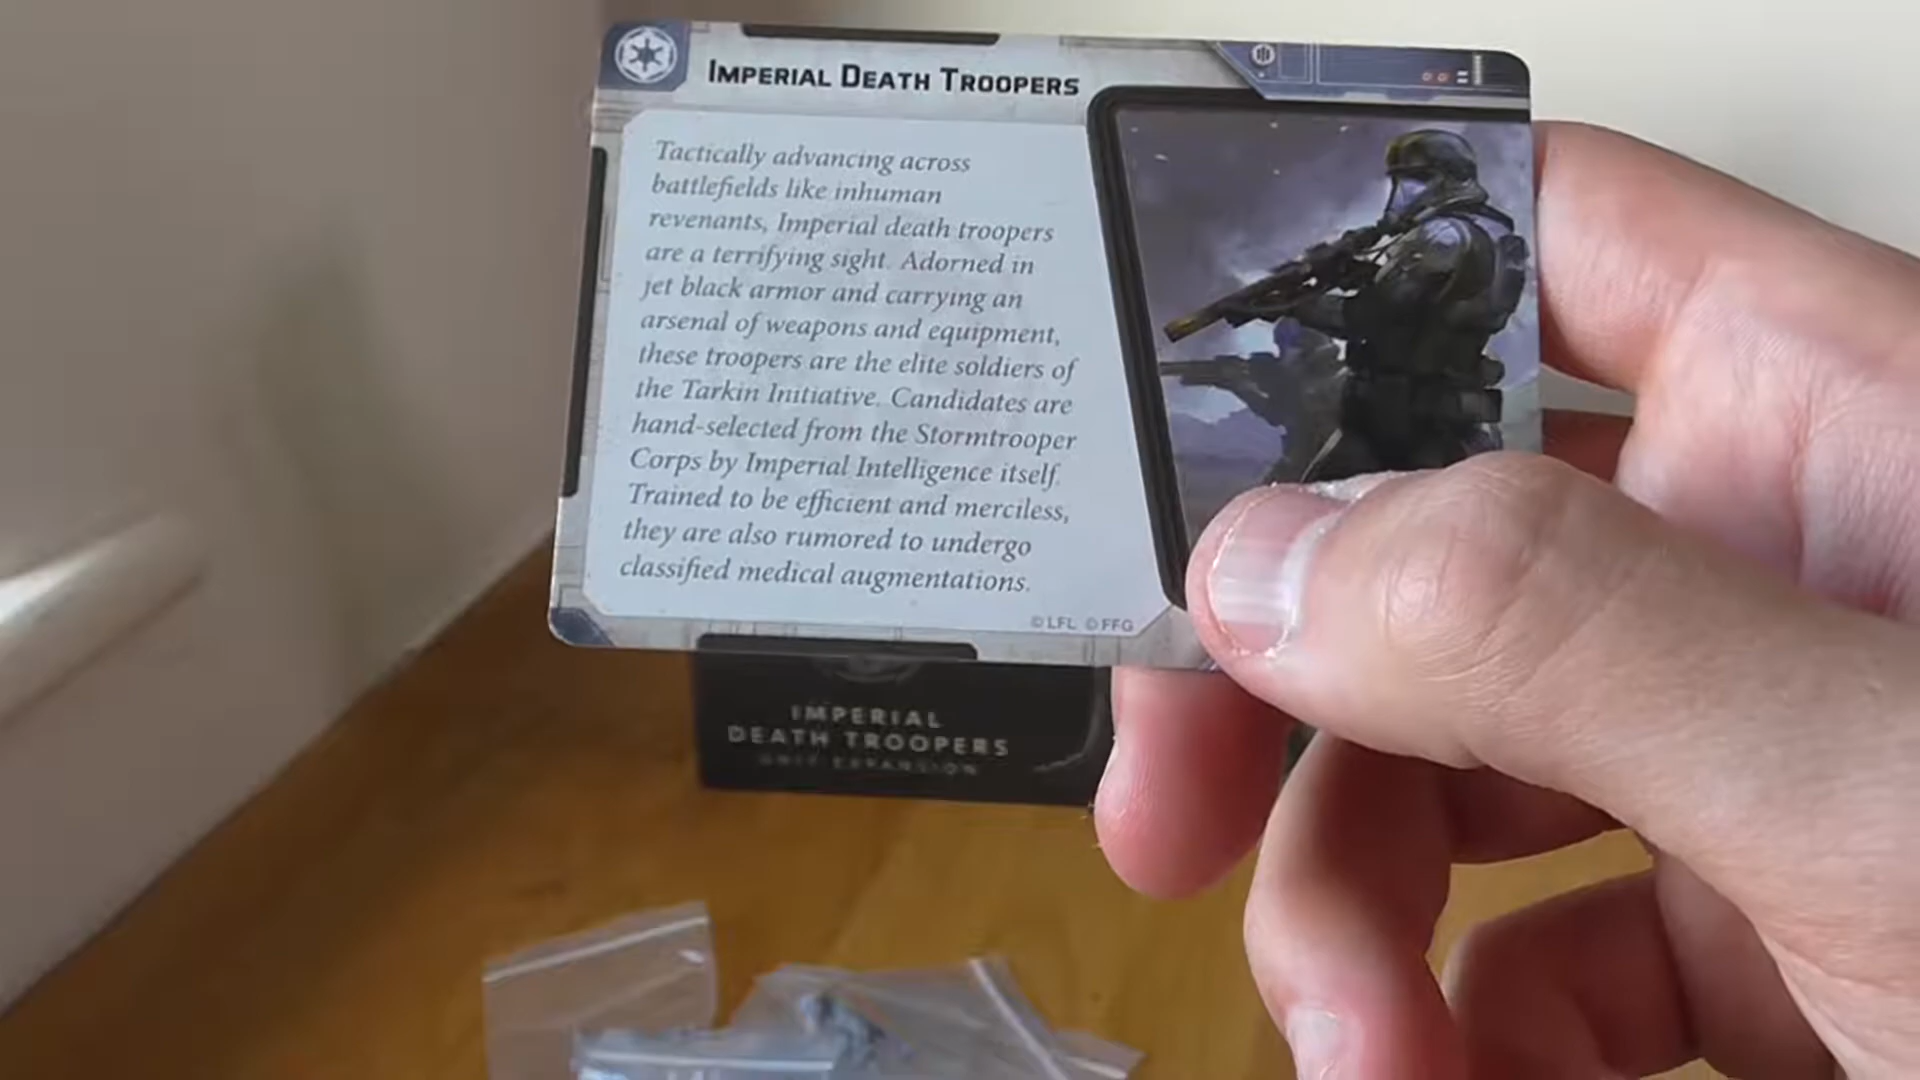 IMPERIAL DEATH TROOPERS
Tactically advancing across
battlefields like inhuman
revenants, Imperial death troopers
are a terrifying sight. Adorned in
jet black armor and carrying an
arsenal of weapons and equipment,
these troopers are the elite soldiers of
the Tarkin Initiative. Candidates are
hand-selected from the Stormtrooper
Corps by Imperial Intelligence itself.
Trained to be efficient and merciless,
they are also rumored to undergo
classified medical augmentations.
© LFL © FFG
IMPERIAL
DEATH TROOPERS
UNIT EXPANSION